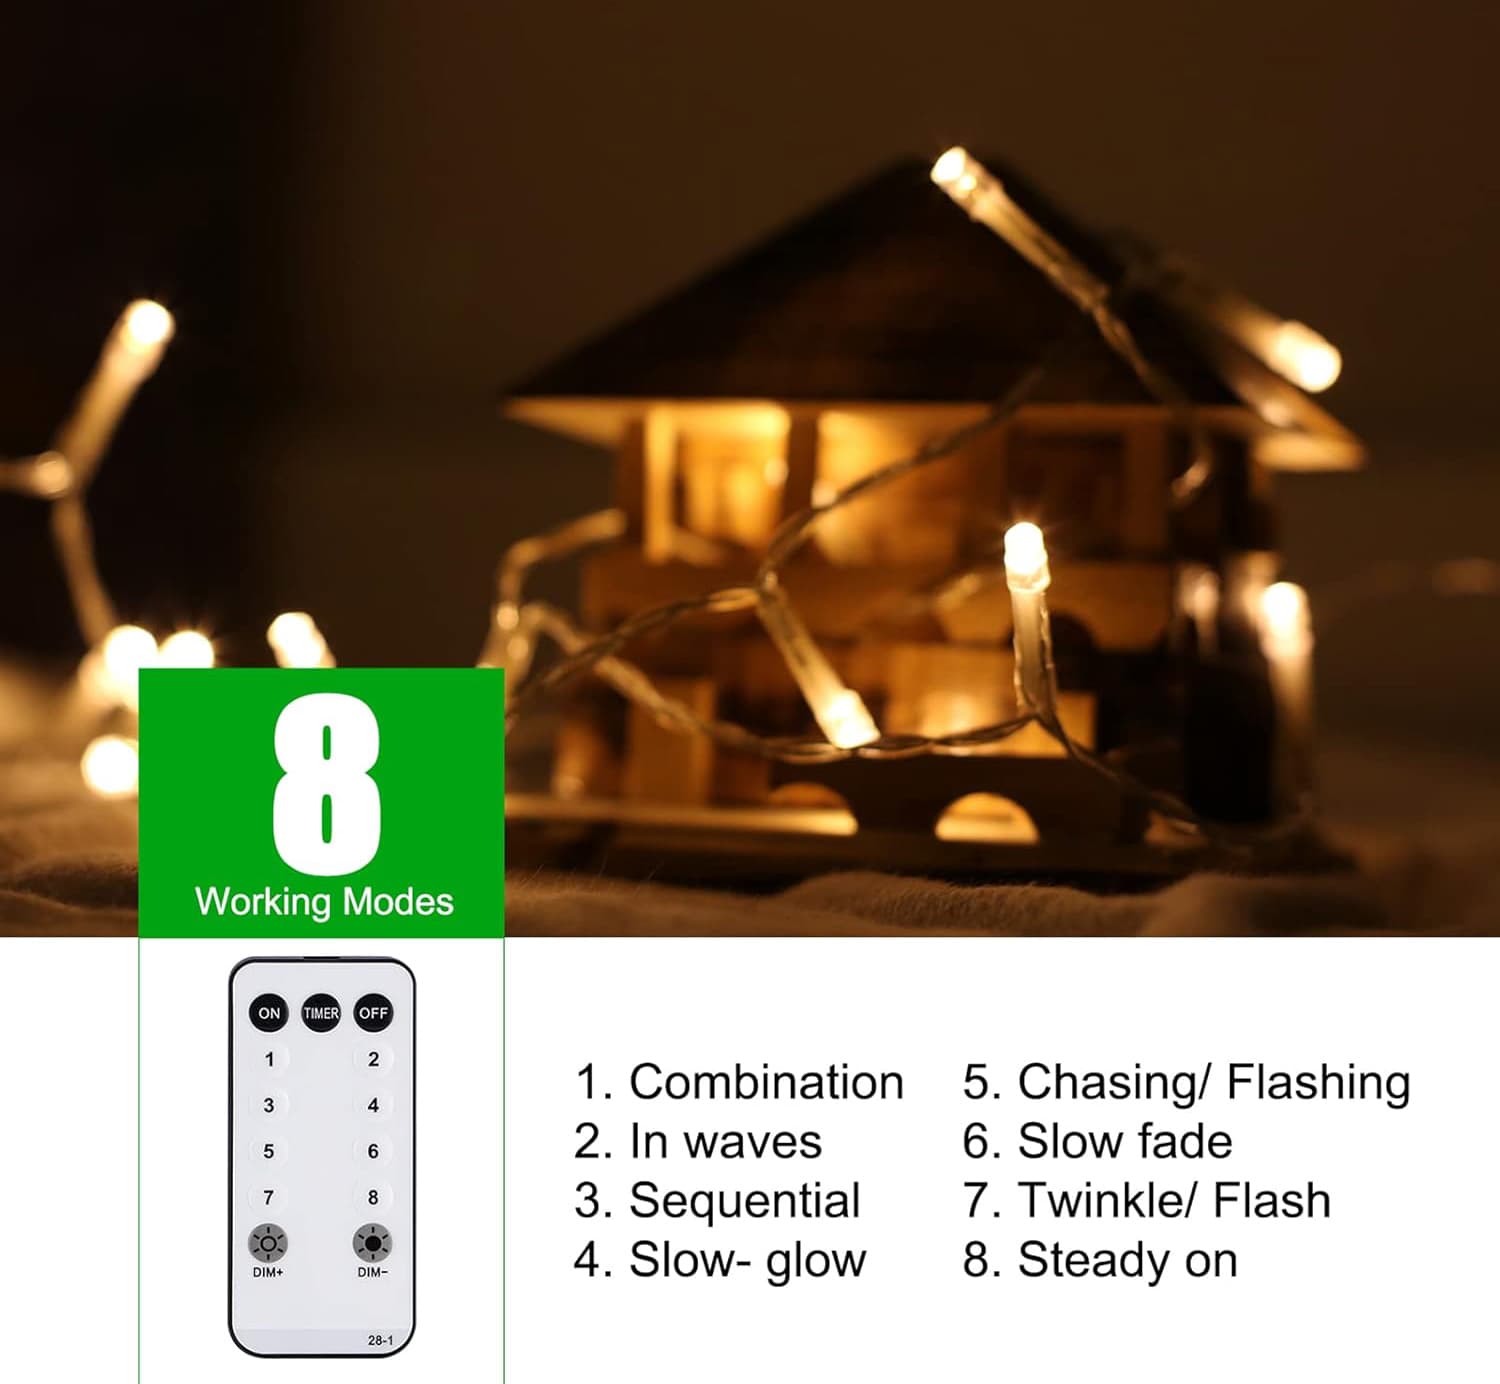 8
Working Modes
ON TIMER OFF
1 2
3 4
5 6
7 8
DIM+ DIM-
28-1
1. Combination
2. In waves
3. Sequential
4. Slow- glow
5. Chasing/ Flashing
6. Slow fade
7. Twinkle/ Flash
8. Steady on